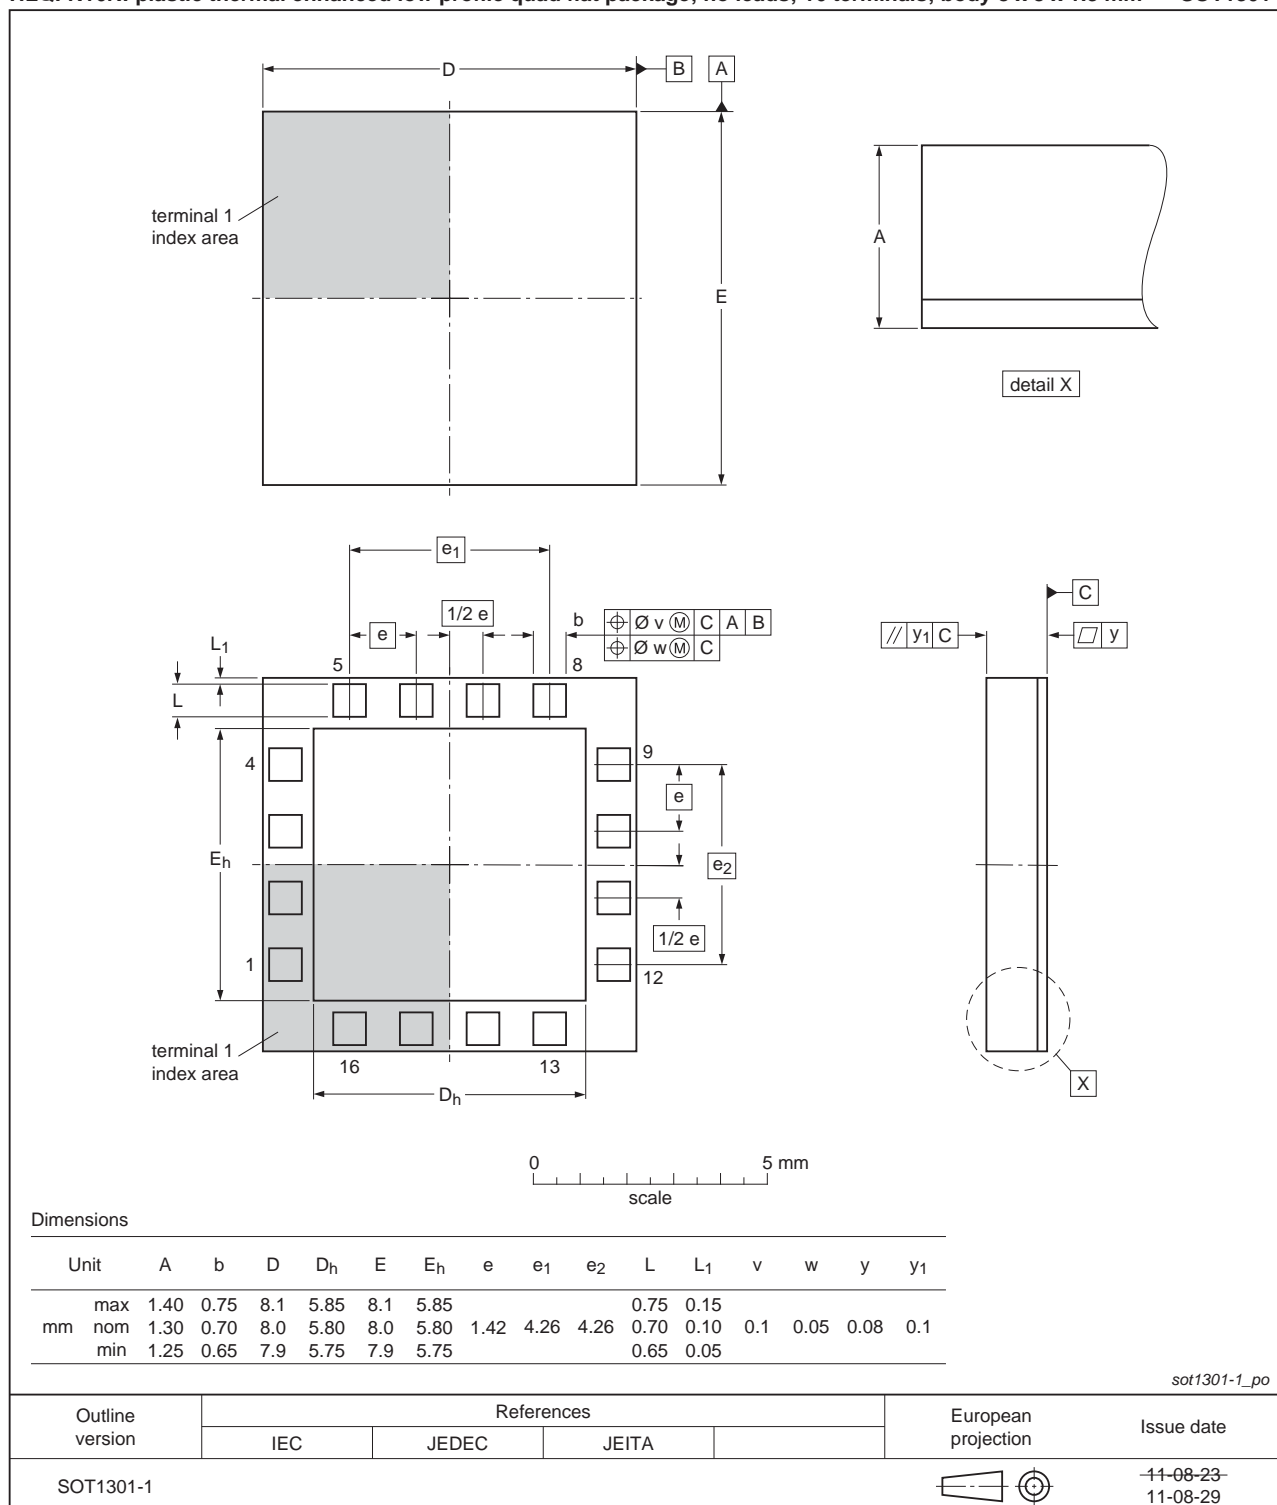 D
B
A
terminal 1
index area
E
A
detail X
e1
1/2 e
e
b
Ø v M C A B
Ø w M C
L1
L
5
8
4
9
e
Eh
e2
1/2 e
1
12
terminal 1
index area
16
13
Dh
C
// y1 C
y
X
0
5 mm
scale
Dimensions
Unit A b D Dh E Eh e e1 e2 L L1 v w y y1
max 1.40 0.75 8.1 5.85 8.1 5.85 0.75 0.15
mm nom 1.30 0.70 8.0 5.80 8.0 5.80 1.42 4.26 4.26 0.70 0.10 0.1 0.05 0.08 0.1
min 1.25 0.65 7.9 5.75 7.9 5.75 0.65 0.05
sot1301-1_po
Outline version
References
European projection
Issue date
IEC JEDEC JEITA
SOT1301-1
11-08-23
11-08-29